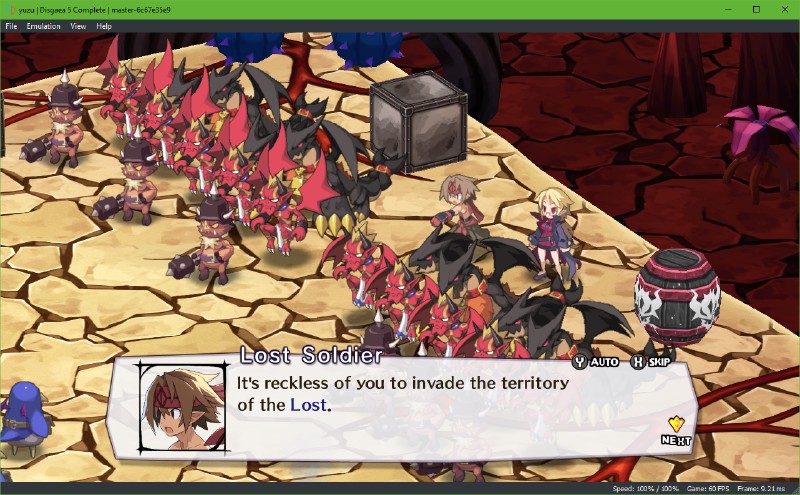 yuzu | Disgaea 5 Complete | master-6c67e35e9
File Emulation View Help
Lost Soldier
Y AUTO X SKIP
It's reckless of you to invade the territory
of the Lost.
NEXT
Speed: 100% / 100% Game: 60 FPS Frame: 9.21 ms